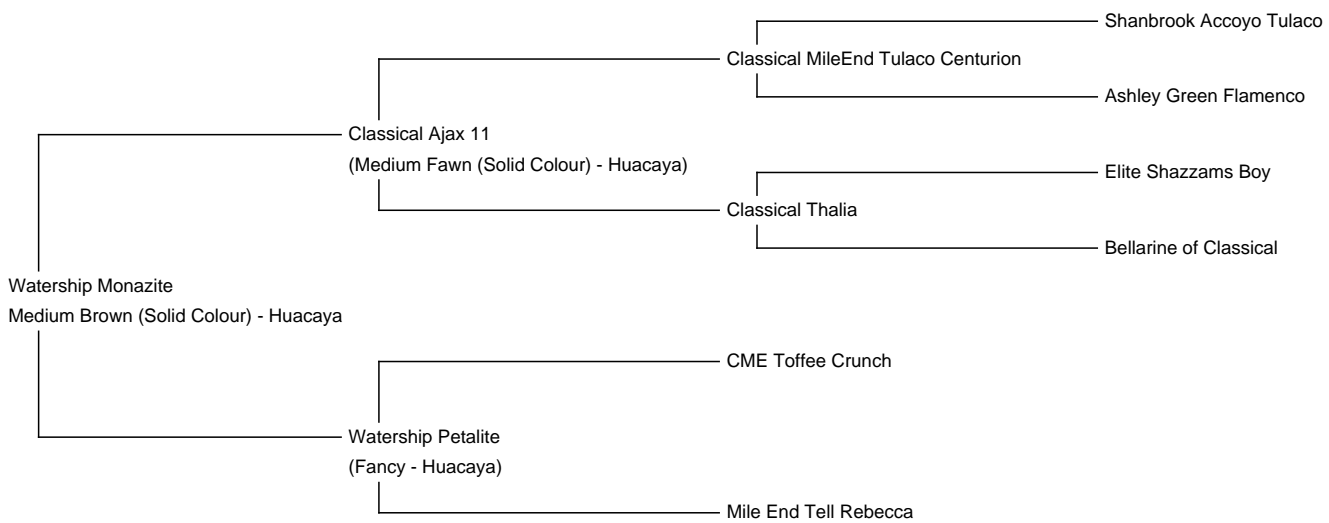 Shanbrook Accoyo Tulaco
Classical MileEnd Tulaco Centurion
Ashley Green Flamenco
Classical Ajax 11
(Medium Fawn (Solid Colour) - Huacaya)
Elite Shazzams Boy
Classical Thalia
Bellarine of Classical
Watership Monazite
Medium Brown (Solid Colour) - Huacaya
CME Toffee Crunch
Watership Petalite
(Fancy - Huacaya)
Mile End Tell Rebecca